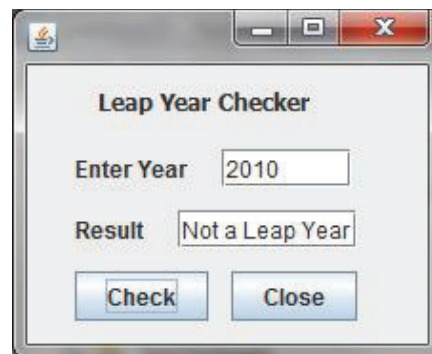 Leap Year Checker
Enter Year 2010
Result Not a Leap Year
Check Close